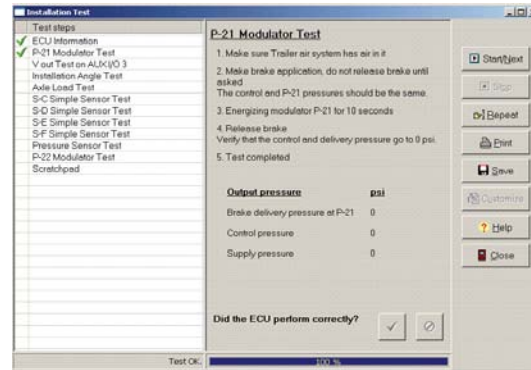 Installation Test
Test steps
ECU Information
P-21 Modulator Test
V out Test on AUX I/O 3
Installation Angle Test
Axle Load Test
S-C Simple Sensor Test
S-D Simple Sensor Test
S-E Simple Sensor Test
S-F Simple Sensor Test
Pressure Sensor Test
P-22 Modulator Test
Scratchpad
P-21 Modulator Test
1. Make sure Trailer air system has air in it
2. Make brake application, do not release brake until
asked
The control and P-21 pressures should be the same.
3. Energizing modulator P-21 for 10 seconds
4. Release brake
Verify that the control and delivery pressure go to 0 psi.
5. Test completed
Output pressure psi
Brake delivery pressure at P-21 0
Control pressure 0
Supply pressure 0
Did the ECU perform correctly?
Start/Next
Stop
Repeat
Print
Save
Customize
Help
Close
Test OK.
100 %